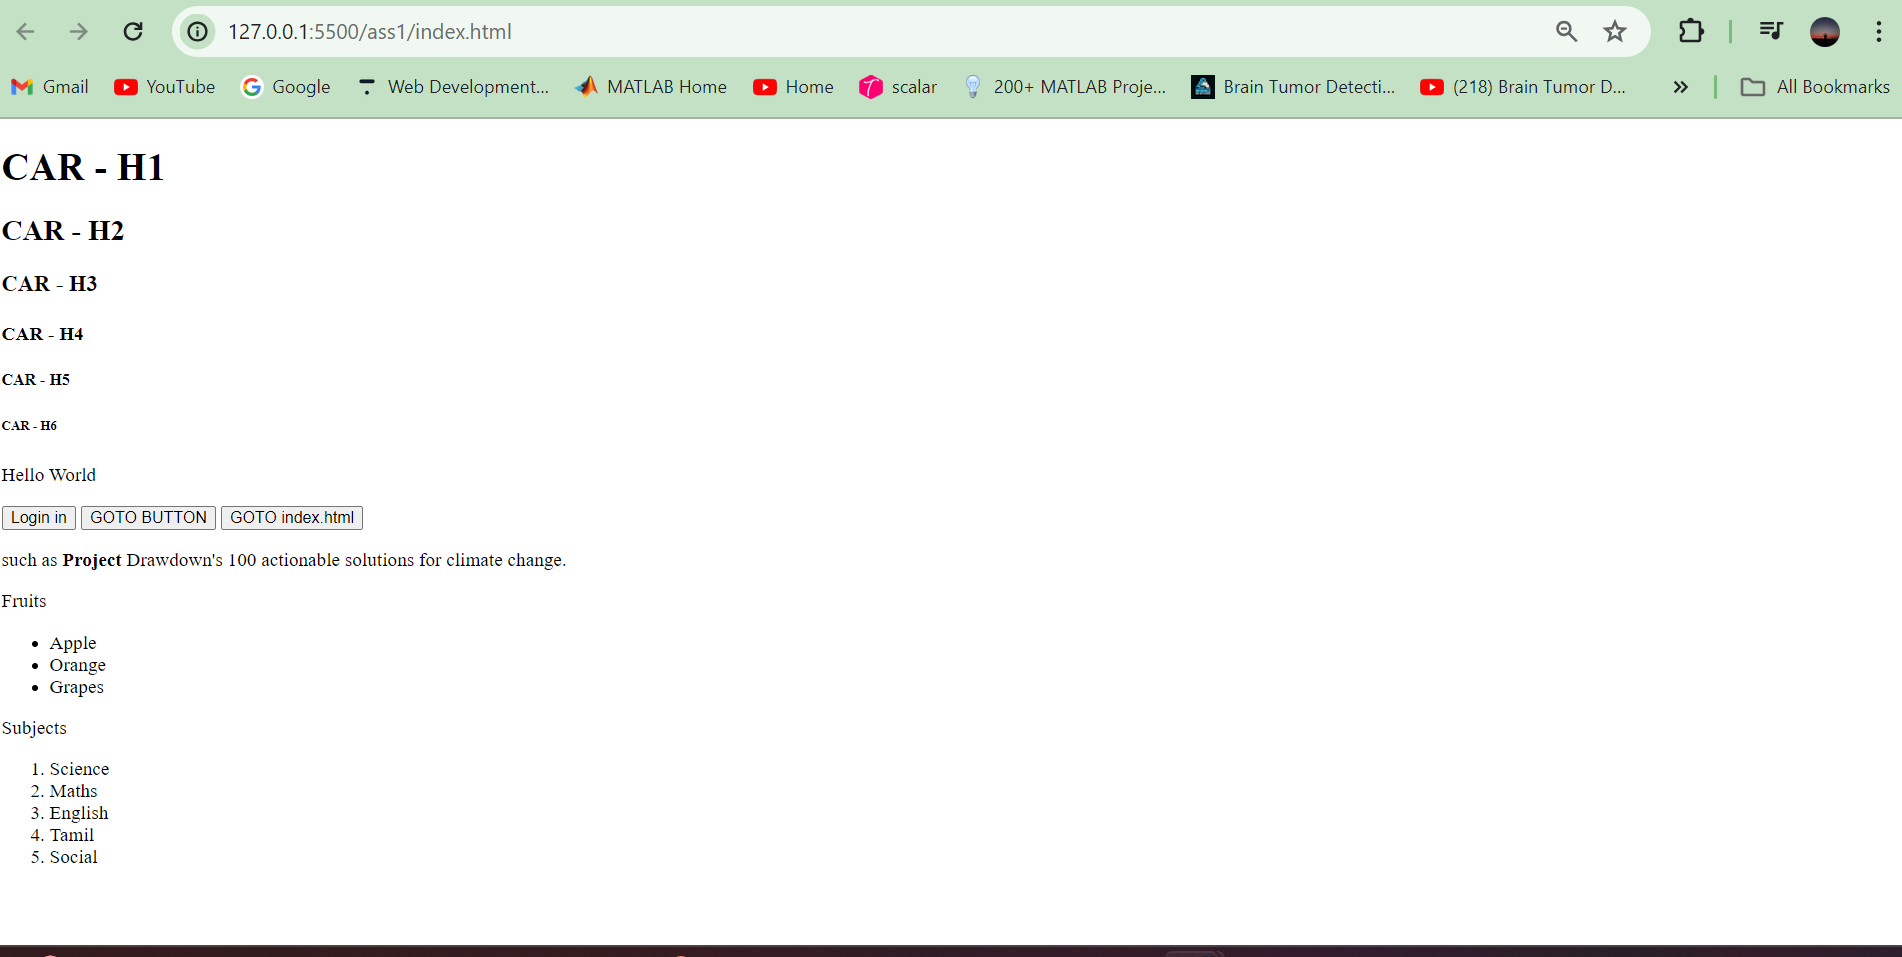 127.0.0.1:5500/ass1/index.html
Gmail YouTube Google Web Development... MATLAB Home Home scalar 200+ MATLAB Proje... Brain Tumor Detecti... (218) Brain Tumor D... » All Bookmarks
CAR - H1
CAR - H2
CAR - H3
CAR - H4
CAR - H5
CAR - H6
Hello World
Login in GOTO BUTTON GOTO index.html
such as Project Drawdown's 100 actionable solutions for climate change.
Fruits
• Apple
• Orange
• Grapes
Subjects
1. Science
2. Maths
3. English
4. Tamil
5. Social